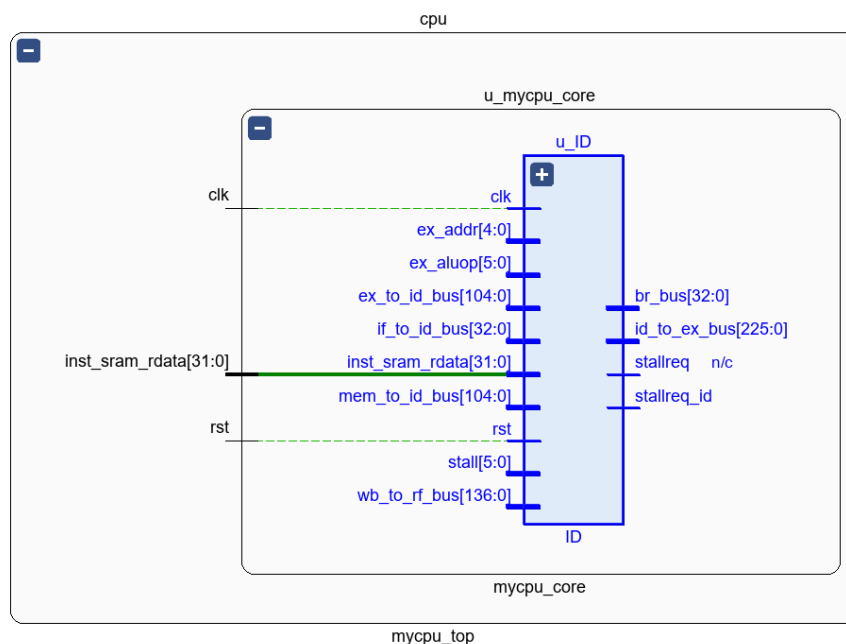 cpu
u_mycpu_core
u_ID
clk
clk
ex_addr[4:0]
ex_aluop[5:0]
ex_to_id_bus[104:0]
br_bus[32:0]
if_to_id_bus[32:0]
id_to_ex_bus[225:0]
inst_sram_rdata[31:0]
inst_sram_rdata[31:0]
stallreq n/c
mem_to_id_bus[104:0]
stallreq_id
rst
rst
stall[5:0]
wb_to_rf_bus[136:0]
ID
mycpu_core
mycpu_top